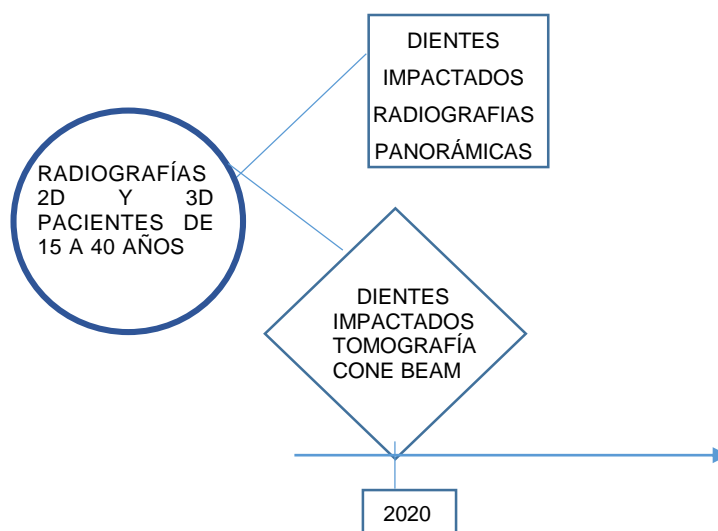 RADIOGRAFÍAS
2D Y 3D
PACIENTES DE
15 A 40 AÑOS
DIENTES
IMPACTADOS
RADIOGRAFIAS
PANORÁMICAS
DIENTES
IMPACTADOS
TOMOGRAFÍA
CONE BEAM
2020